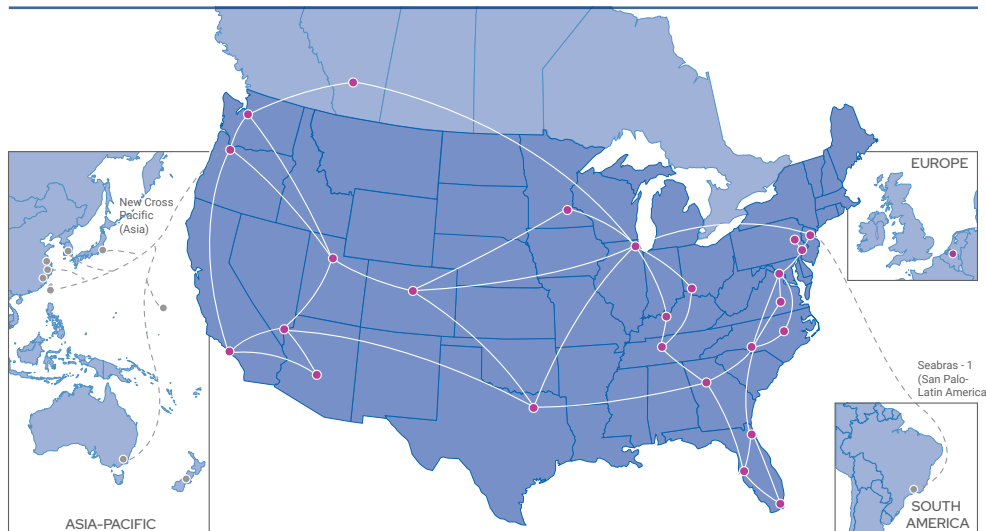 EUROPE
New Cross
Pacific
(Asia)
Seabras - 1
(San Palo-
Latin America
ASIA-PACIFIC
SOUTH
AMERICA